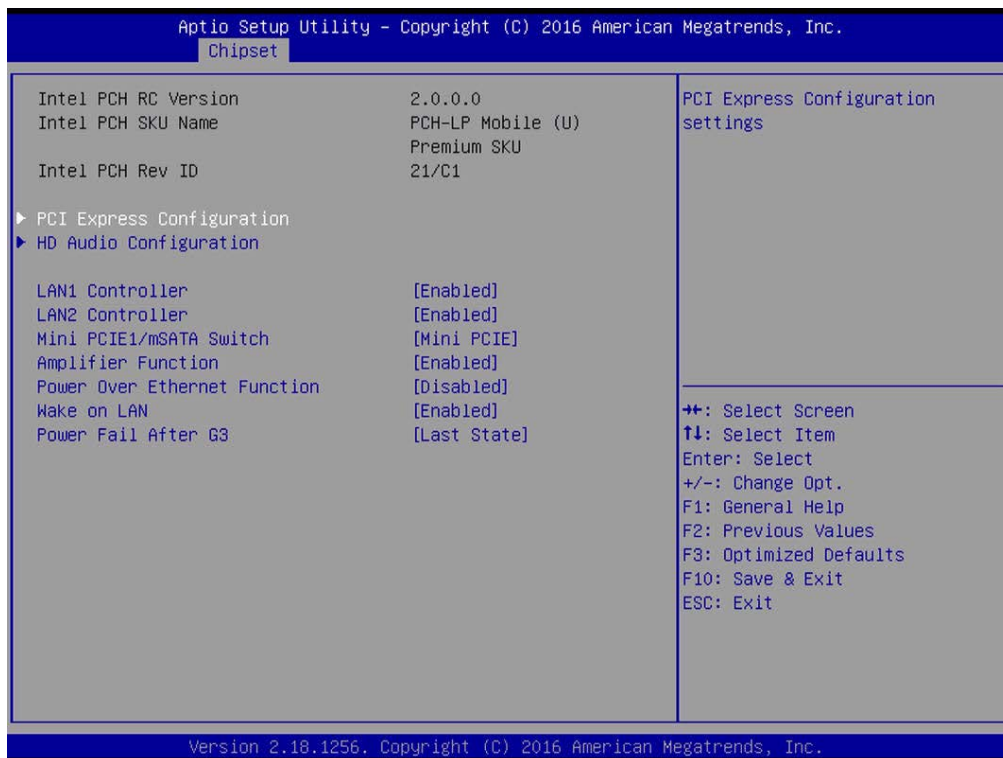 Aptio Setup Utility – Copyright (C) 2016 American Megatrends, Inc.
Chipset
Intel PCH RC Version 2.0.0.0
Intel PCH SKU Name PCH-LP Mobile (U)
Premium SKU
Intel PCH Rev ID 21/C1
PCI Express Configuration
HD Audio Configuration
LAN1 Controller [Enabled]
LAN2 Controller [Enabled]
Mini PCIE1/mSATA Switch [Mini PCIE]
Amplifier Function [Enabled]
Power Over Ethernet Function [Disabled]
Wake on LAN [Enabled]
Power Fail After G3 [Last State]
PCI Express Configuration
settings
→←: Select Screen
↑↓: Select Item
Enter: Select
+/-: Change Opt.
F1: General Help
F2: Previous Values
F3: Optimized Defaults
F10: Save & Exit
ESC: Exit
Version 2.18.1256. Copyright (C) 2016 American Megatrends, Inc.